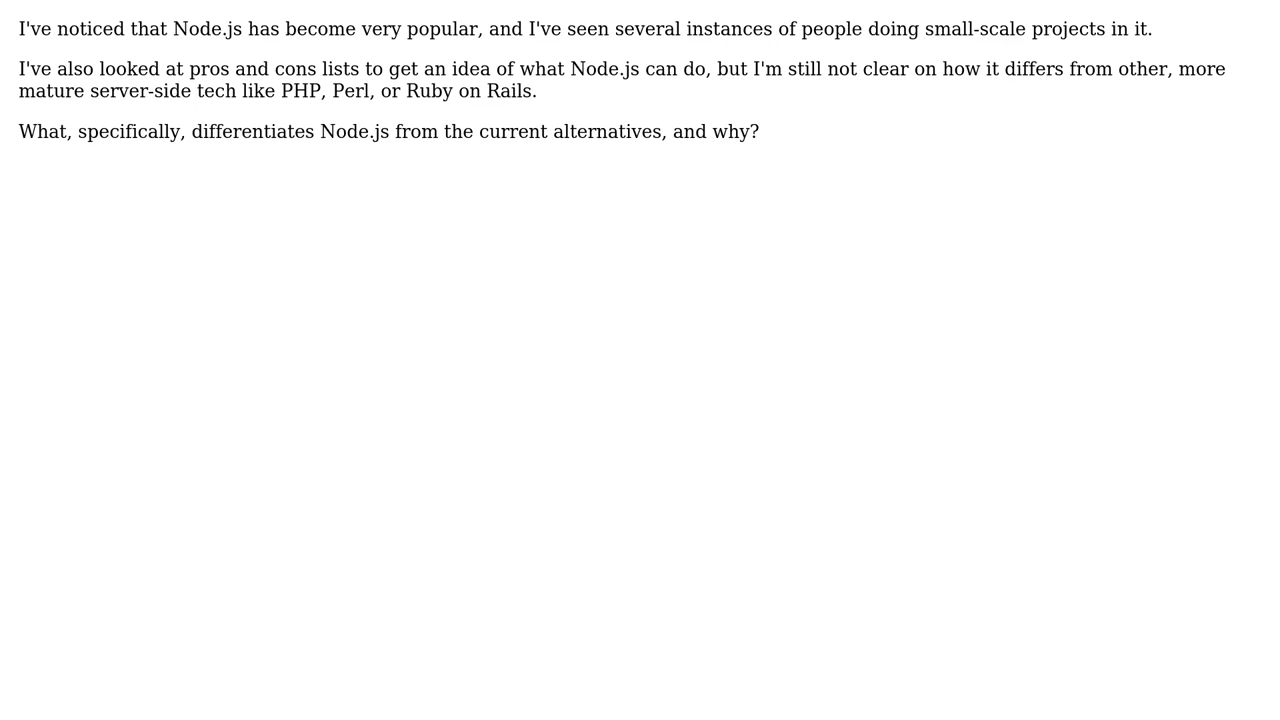 I've noticed that Node.js has become very popular, and I've seen several instances of people doing small-scale projects in it.
I've also looked at pros and cons lists to get an idea of what Node.js can do, but I'm still not clear on how it differs from other, more
mature server-side tech like PHP, Perl, or Ruby on Rails.
What, specifically, differentiates Node.js from the current alternatives, and why?